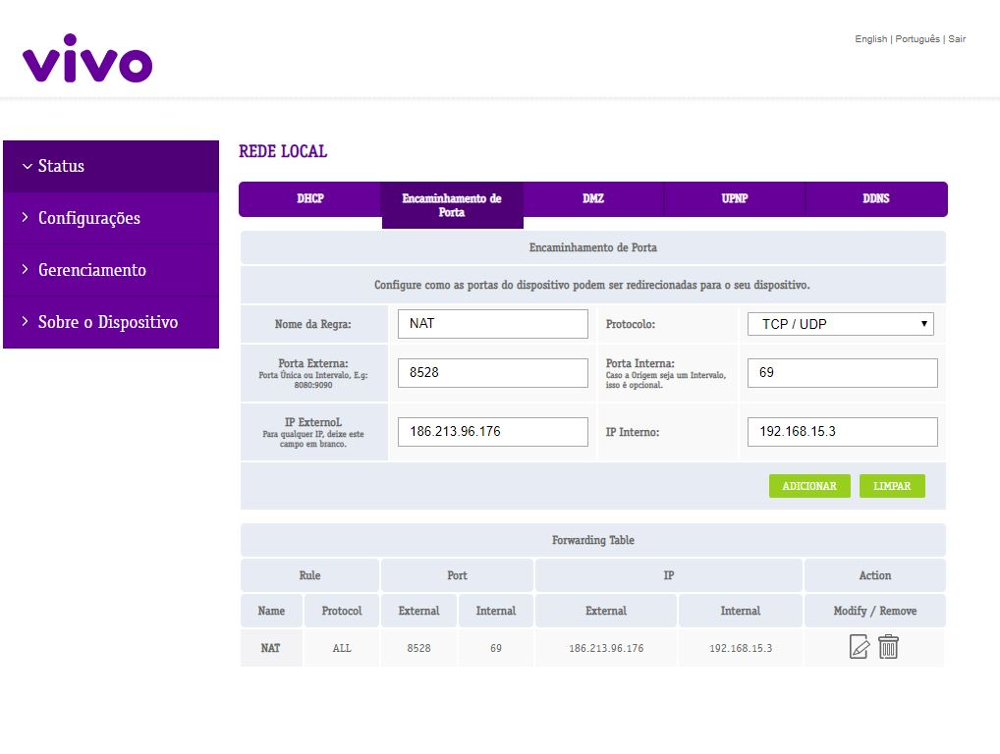 vivo
English | Português | Sair
Status
Configurações
Gerenciamento
Sobre o Dispositivo
REDE LOCAL
DHCP
Encaminhamento de
Porta
DMZ
UPNP
DDNS
Encaminhamento de Porta
Configure como as portas do dispositivo podem ser redirecionadas para o seu dispositivo.
Nome da Regra: NAT Protocolo: TCP / UDP
Porta Externa:
Porta Única ou Intervalo, E.g:
8080:9090
8528
Porta Interna:
Caso a Origem seja um Intervalo,
isso é opcional.
69
IP ExternoL
Para qualquer IP, deixe este
campo em branco.
186.213.96.176
IP Interno: 192.168.15.3
ADICIONAR LIMPAR
Forwarding Table
Rule Port IP Action
Name Protocol External Internal External Internal Modify / Remove
NAT ALL 8528 69 186.213.96.176 192.168.15.3